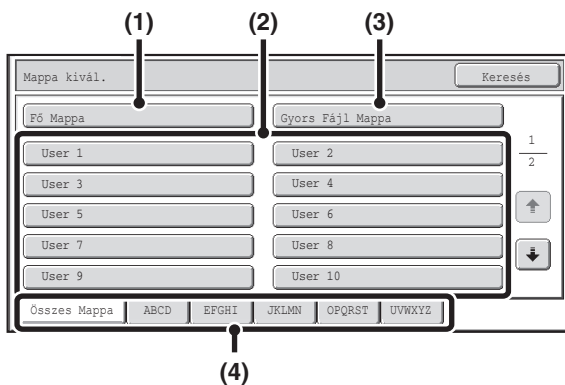 (1) (2) (3)
Mappa kivál. Keresés
Fő Mappa Gyors Fájl Mappa
User 1 User 2 1
User 3 User 4 2
User 5 User 6
User 7 User 8
User 9 User 10
Összes Mappa ABCD EFGHI JKLMN OPQRST UVWXYZ
(4)